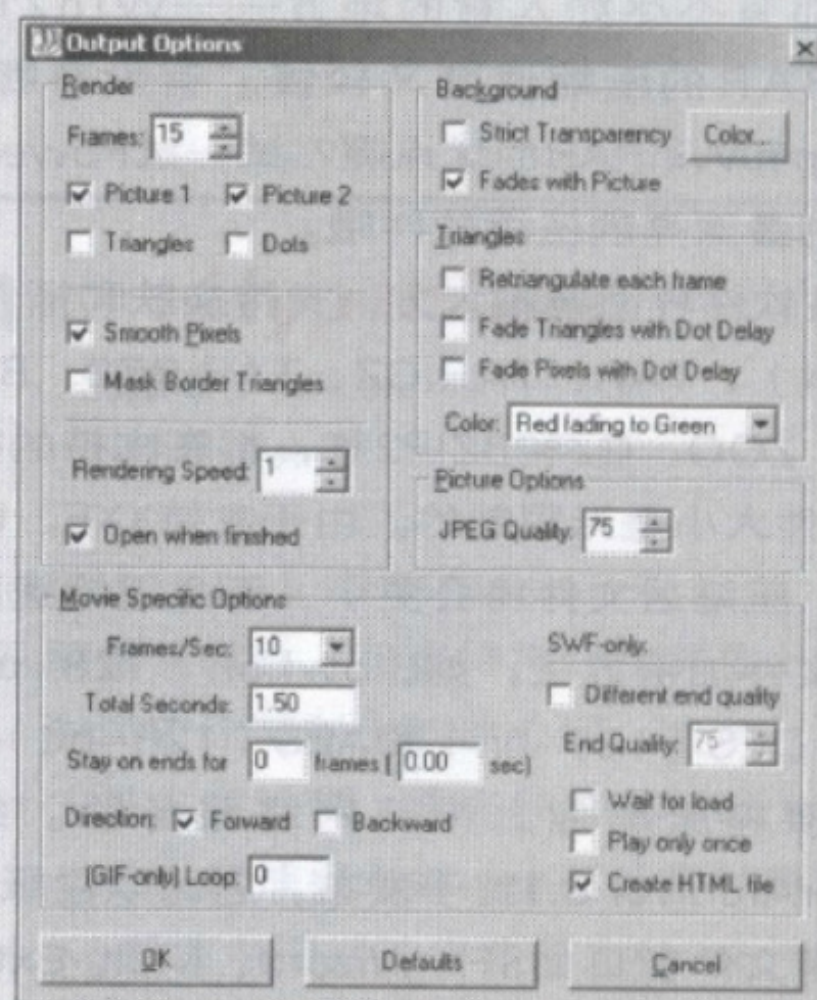 Output Options
Render
Frames: 15
Picture 1 Picture 2
Triangles Dots
Smooth Pixels
Mask Border Triangles
Rendering Speed: 1
Open when finished
Background
Strict Transparency Color...
Fades with Picture
Triangles
Retriangulate each frame
Fade Triangles with Dot Delay
Fade Pixels with Dot Delay
Color: Red fading to Green
Picture Options
JPEG Quality: 75
Movie Specific Options
Frames/Sec: 10
Total Seconds: 1.50
Stay on ends for 0 frames ( 0.00 sec)
Direction: Forward Backward
(GIF-only) Loop: 0
SWF-only:
Different end quality
End Quality: 75
Wait for load
Play only once
Create HTML file
OK Defaults Cancel